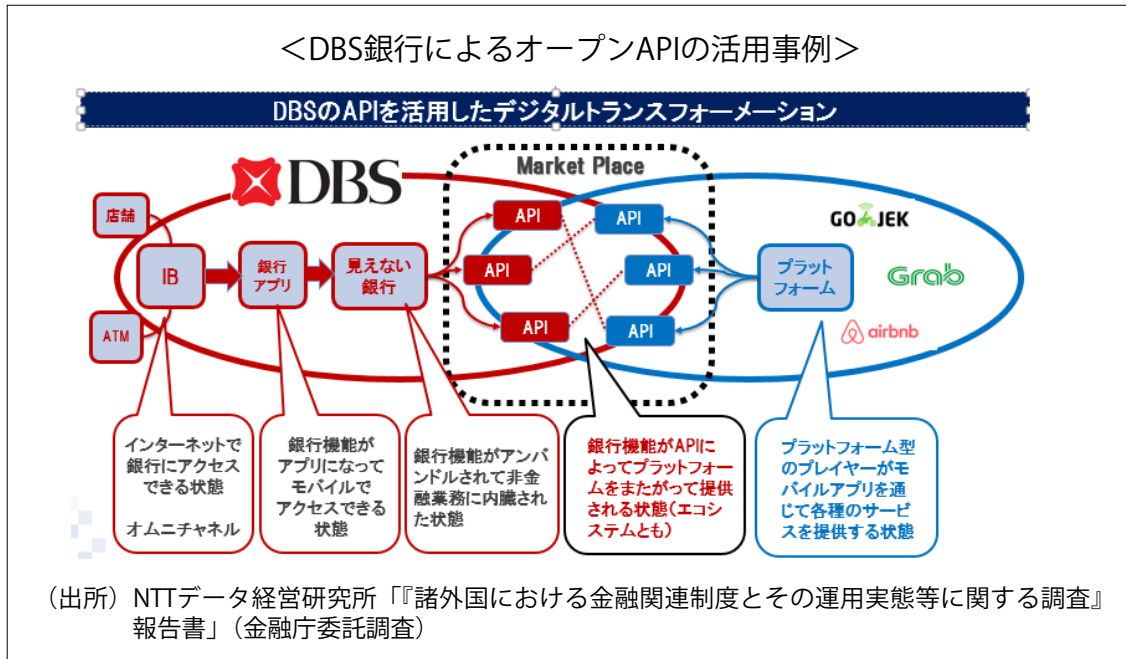 ＜DBS銀行によるオープンAPIの活用事例＞
DBSのAPIを活用したデジタルトランスフォーメーション
DBS
Market Place
店舗
IB
ATM
銀行
アプリ
見えない
銀行
API
API
API
API
API
API
プラット
フォーム
GOJEK
Grab
airbnb
インターネットで
銀行にアクセス
できる状態
オムニチャネル
銀行機能が
アプリになって
モバイルで
アクセスできる
状態
銀行機能がアンバ
ンドルされて非金
融業務に内臓され
た状態
銀行機能がAPIに
よってプラットフォー
ムをまたがって提供
される状態（エコシ
ステムとも）
プラットフォーム型
のプレイヤーがモ
バイルアプリを通
じて各種のサービ
スを提供する状態
（出所）NTTデータ経営研究所「『諸外国における金融関連制度とその運用実態等に関する調査』
報告書」（金融庁委託調査）